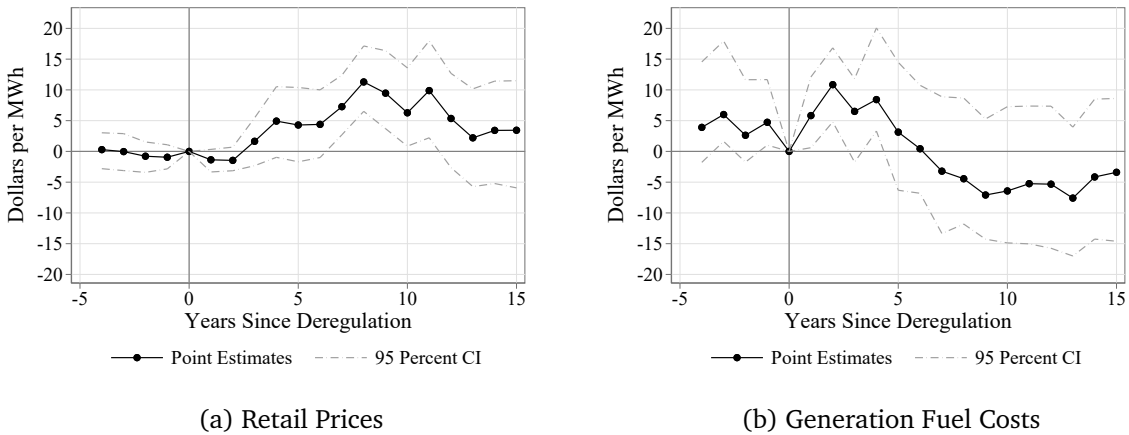 20
15
10
5
0
-5
-10
-15
-20
Dollars per MWh
-5 0 5 10 15
Years Since Deregulation
Point Estimates 95 Percent CI
(a) Retail Prices
20
15
10
5
0
-5
-10
-15
-20
Dollars per MWh
-5 0 5 10 15
Years Since Deregulation
Point Estimates 95 Percent CI
(b) Generation Fuel Costs